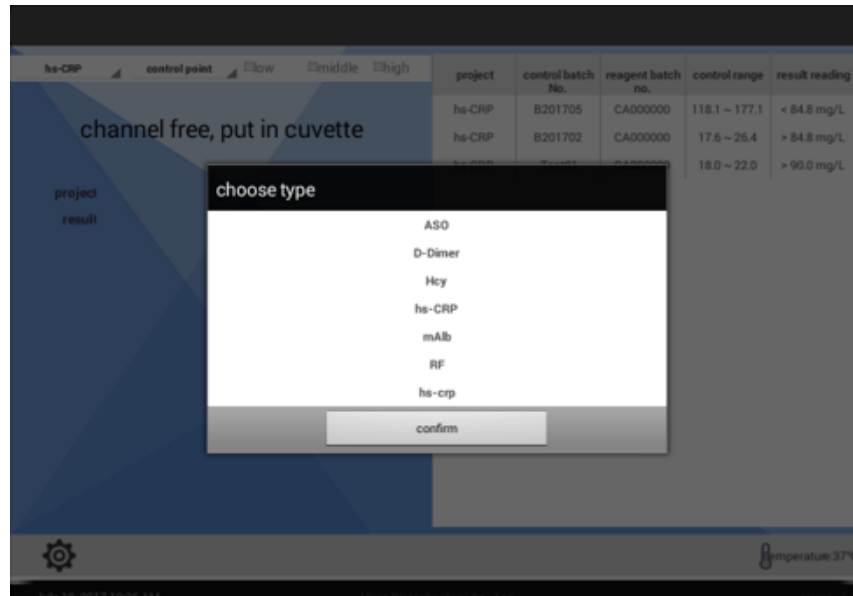 hs-CRP control point low middle high
project control batch No. reagent batch no. control range result reading
hs-CRP B201705 CA000000 118.1 ~ 177.1 < 84.8 mg/L
channel free, put in cuvette
hs-CRP B201702 CA000000 17.6 ~ 26.4 > 84.8 mg/L
18.0 ~ 22.0 > 90.0 mg/L
choose type
project
result
ASO
D-Dimer
Hcy
hs-CRP
mAlb
RF
hs-crp
confirm